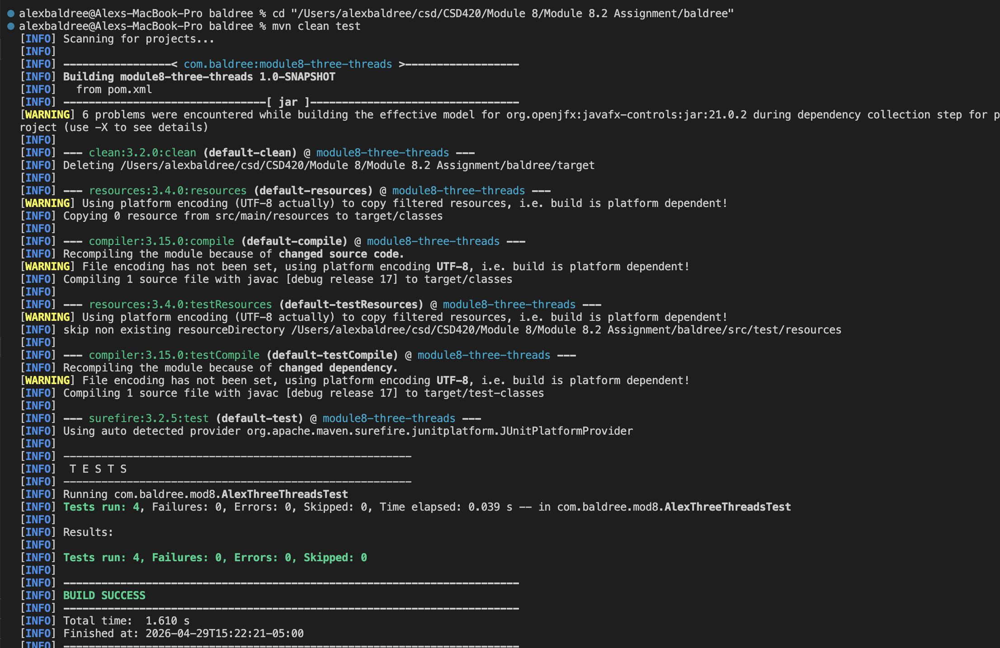 alexbaldree@Alexs-MacBook-Pro baldree % cd "/Users/alexbaldree/csd/CSD420/Module 8/Module 8.2 Assignment/baldree"
alexbaldree@Alexs-MacBook-Pro baldree % mvn clean test
[INFO] Scanning for projects...
[INFO]
[INFO] -----------------< com.baldree:module8-three-threads >------------------
[INFO] Building module8-three-threads 1.0-SNAPSHOT
[INFO]   from pom.xml
[INFO] --------------------------------[ jar ]---------------------------------
[WARNING] 6 problems were encountered while building the effective model for org.openjfx:javafx-controls:jar:21.0.2 during dependency collection step for p
roject (use -X to see details)
[INFO]
[INFO] --- clean:3.2.0:clean (default-clean) @ module8-three-threads ---
[INFO] Deleting /Users/alexbaldree/csd/CSD420/Module 8/Module 8.2 Assignment/baldree/target
[INFO]
[INFO] --- resources:3.4.0:resources (default-resources) @ module8-three-threads ---
[WARNING] Using platform encoding (UTF-8 actually) to copy filtered resources, i.e. build is platform dependent!
[INFO] Copying 0 resource from src/main/resources to target/classes
[INFO]
[INFO] --- compiler:3.15.0:compile (default-compile) @ module8-three-threads ---
[INFO] Recompiling the module because of changed source code.
[WARNING] File encoding has not been set, using platform encoding UTF-8, i.e. build is platform dependent!
[INFO] Compiling 1 source file with javac [debug release 17] to target/classes
[INFO]
[INFO] --- resources:3.4.0:testResources (default-testResources) @ module8-three-threads ---
[WARNING] Using platform encoding (UTF-8 actually) to copy filtered resources, i.e. build is platform dependent!
[INFO] skip non existing resourceDirectory /Users/alexbaldree/csd/CSD420/Module 8/Module 8.2 Assignment/baldree/src/test/resources
[INFO]
[INFO] --- compiler:3.15.0:testCompile (default-testCompile) @ module8-three-threads ---
[INFO] Recompiling the module because of changed dependency.
[WARNING] File encoding has not been set, using platform encoding UTF-8, i.e. build is platform dependent!
[INFO] Compiling 1 source file with javac [debug release 17] to target/test-classes
[INFO]
[INFO] --- surefire:3.2.5:test (default-test) @ module8-three-threads ---
[INFO] Using auto detected provider org.apache.maven.surefire.junitplatform.JUnitPlatformProvider
[INFO]
[INFO] -------------------------------------------------------
[INFO]  T E S T S
[INFO] -------------------------------------------------------
[INFO] Running com.baldree.mod8.AlexThreeThreadsTest
[INFO] Tests run: 4, Failures: 0, Errors: 0, Skipped: 0, Time elapsed: 0.039 s -- in com.baldree.mod8.AlexThreeThreadsTest
[INFO]
[INFO] Results:
[INFO]
[INFO] Tests run: 4, Failures: 0, Errors: 0, Skipped: 0
[INFO]
[INFO] ------------------------------------------------------------------------
[INFO] BUILD SUCCESS
[INFO] ------------------------------------------------------------------------
[INFO] Total time:  1.610 s
[INFO] Finished at: 2026-04-29T15:22:21-05:00
[INFO] ------------------------------------------------------------------------